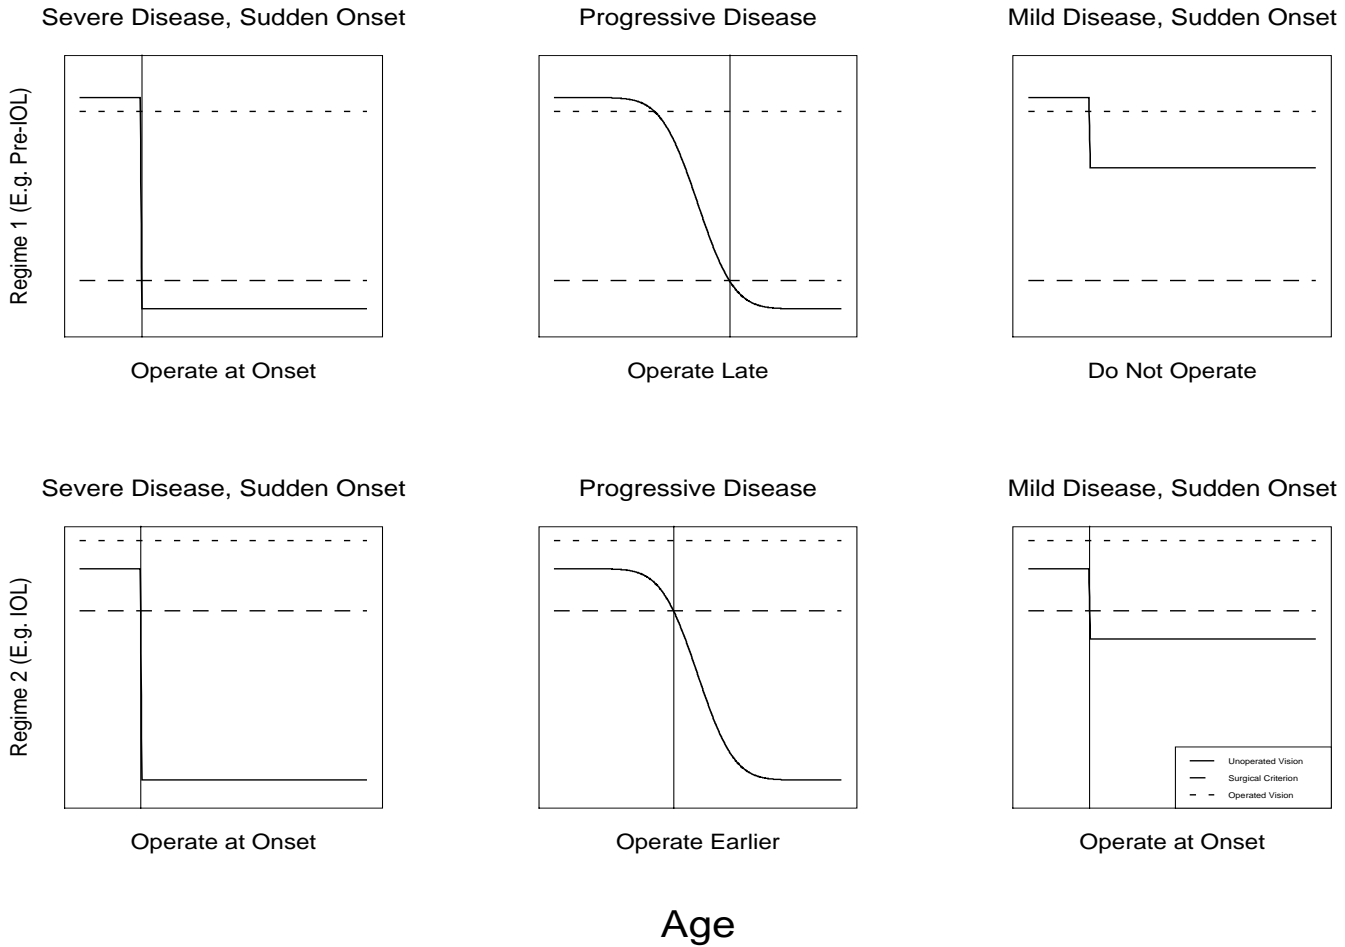 Severe Disease, Sudden Onset
Progressive Disease
Mild Disease, Sudden Onset
Regime 1 (E.g. Pre-IOL)
Operate at Onset
Operate Late
Do Not Operate
Severe Disease, Sudden Onset
Progressive Disease
Mild Disease, Sudden Onset
Regime 2 (E.g. IOL)
Unoperated Vision
Surgical Criterion
Operated Vision
Operate at Onset
Operate Earlier
Operate at Onset
Age